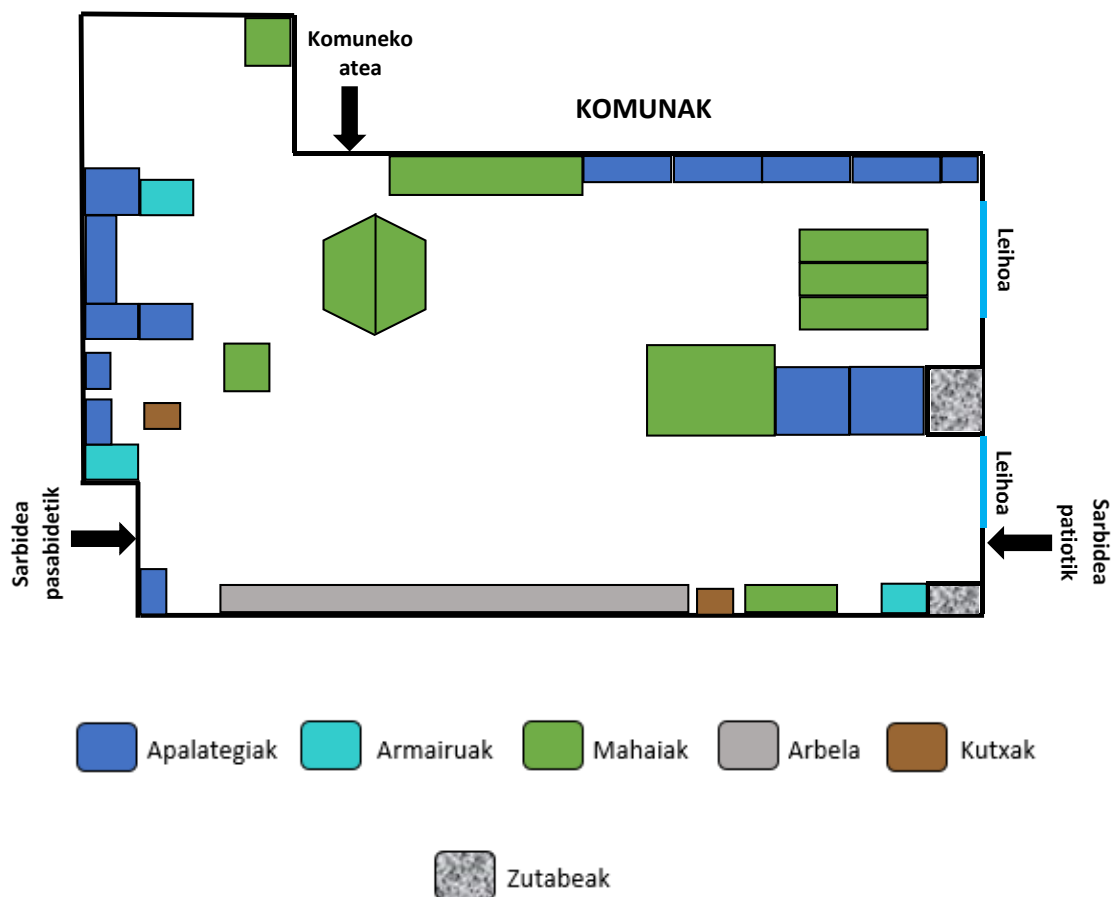 Komuneko
atea
KOMUNAK
Leihoa
Leihoa
Sarbidea
pasabidetik
Sarbidea
patiotik
Apalategiak
Armairuak
Mahaiak
Arbela
Kutxak
Zutabeak